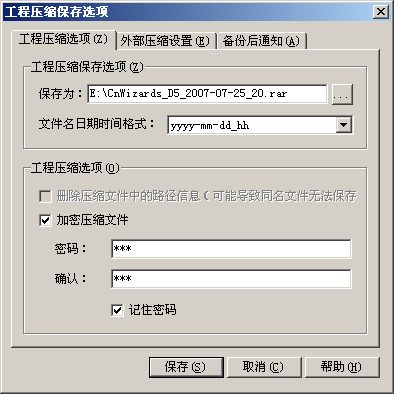 工程压缩保存选项
工程压缩选项(Z) 外部压缩设置(E) 备份后通知(A)
工程压缩保存选项(Z)
保存为： E:\CnWizards_D5_2007-07-25_20.rar ...
文件名日期时间格式： yyyy-mm-dd_hh
工程压缩选项(O)
删除压缩文件中的路径信息(可能导致同名文件无法保存
加密压缩文件
密码： ***
确认： ***
记住密码
保存(S) 取消(C) 帮助(H)